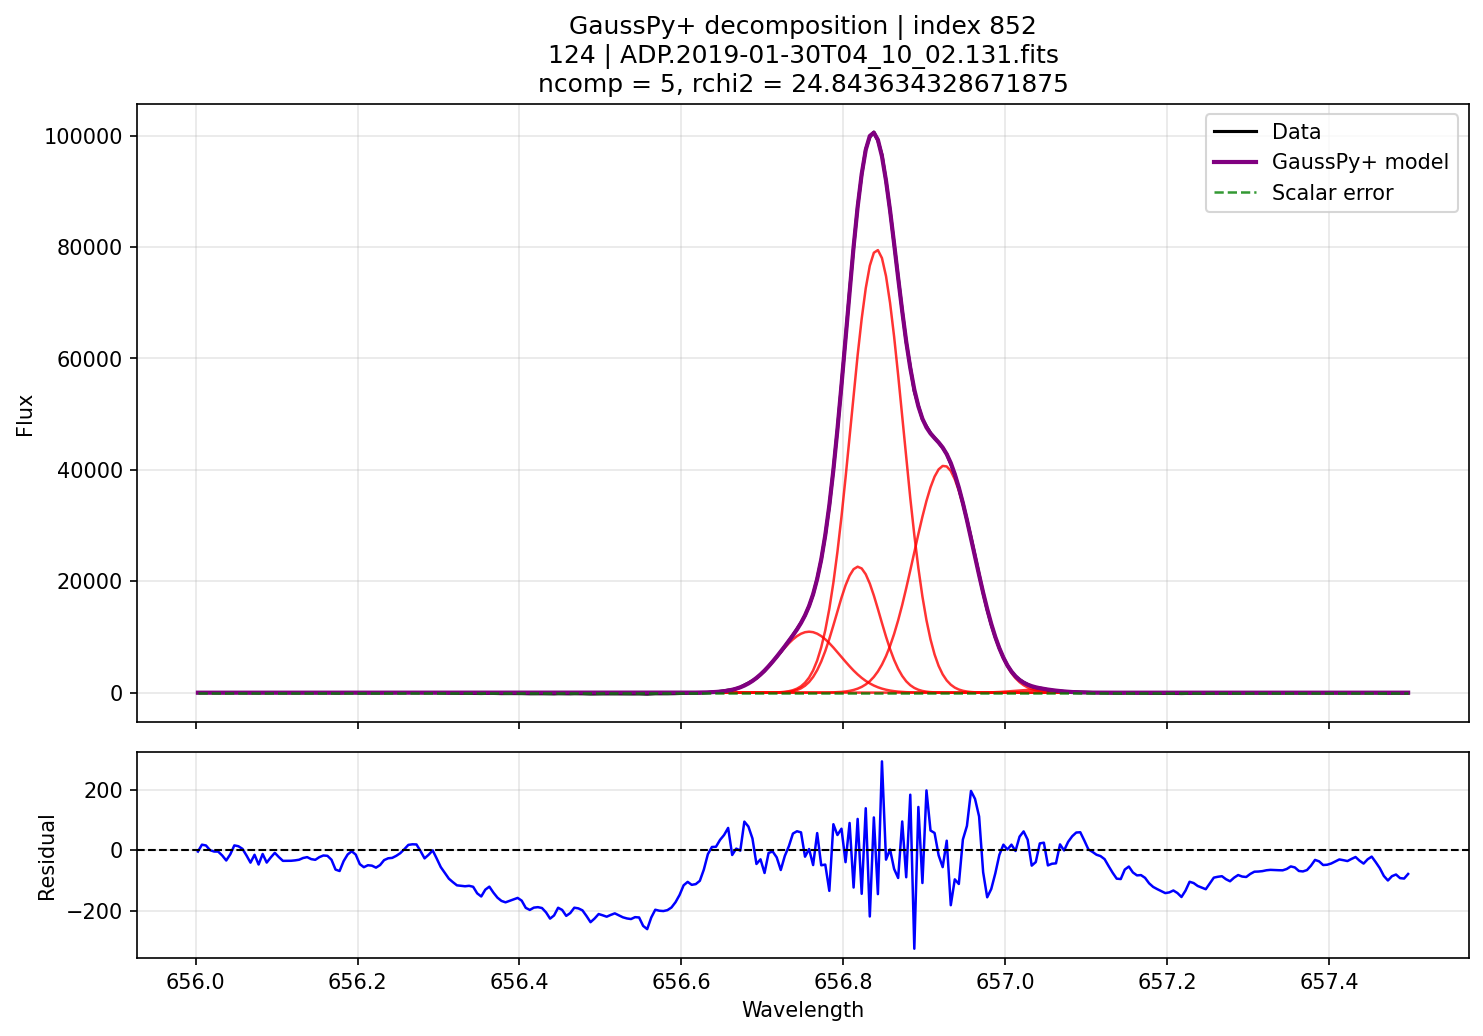 GaussPy+ decomposition | index 852
124 | ADP.2019-01-30T04_10_02.131.fits
ncomp = 5, rchi2 = 24.843634328671875
Data
GaussPy+ model
Scalar error
100000
80000
60000
40000
20000
0
Flux
200
0
−200
Residual
656.0 656.2 656.4 656.6 656.8 657.0 657.2 657.4
Wavelength